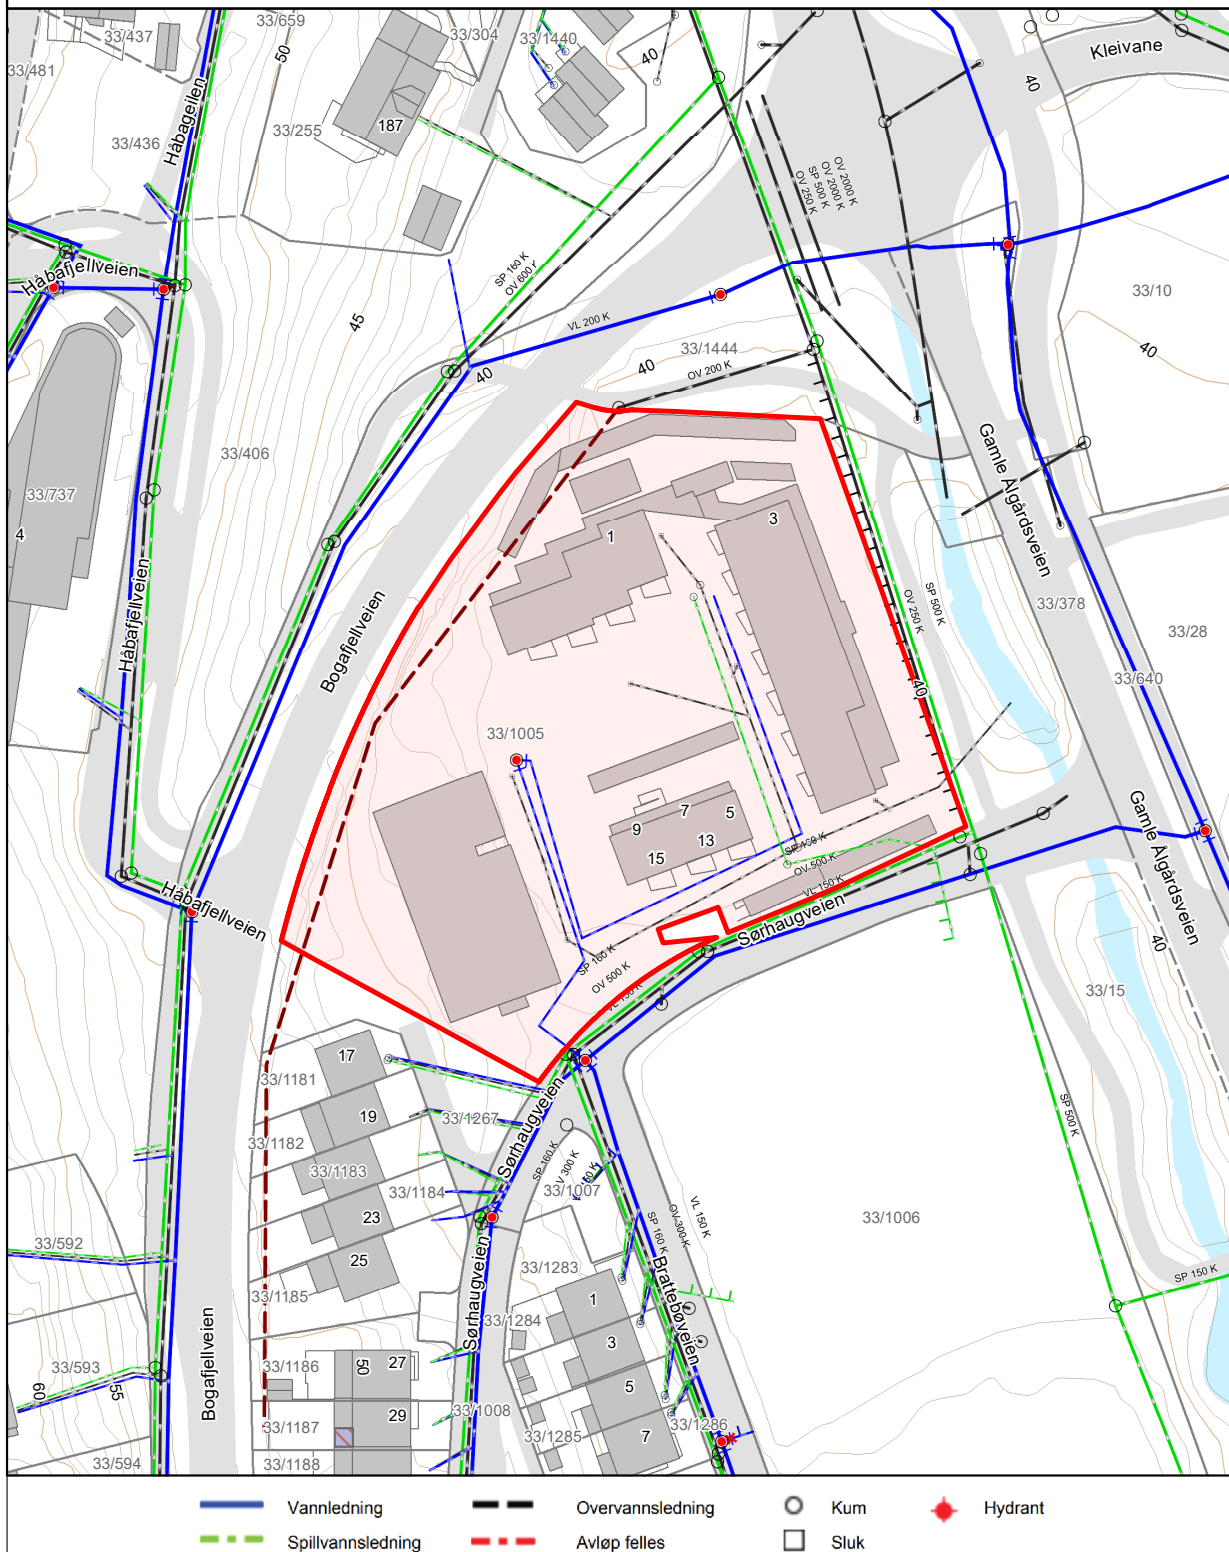 33/659
33/304
33/437
33/1440
40
Kleivane
50
33/481
40
Håbageilen
33/255
187
33/436
OV 2000 K
OV 2000 K
SP 500 K
OV 250 K
Håbafjellveien
SP 160 K
OV 600 K
33/10
45
VL 200 K
33/1444
40
40
40
OV 200 K
33/406
Gamle Ålgårdsveien
33/737
4
1
3
Håbafjellveien
Bogafjellveien
SP 500 K
OV 250 K
33/378
33/28
33/640
40
33/1005
Gamle Ålgårdsveien
7
5
9
13
15
SP 160 K
OV 500 K
VL 150 K
Håbafjellveien
Sørhaugveien
40
SP 160 K
OV 500 K
VL 150 K
33/15
17
33/1181
19
33/1267
33/1182
Sørhaugveien
SP 160 K
OV 300 K
SP 500 K
33/1183
33/1184
33/1007
23
VL 150 K
OV 300 K
SP 160 K
33/1006
33/592
25
Sørhaugveien
33/1283
Brattebøveien
SP 150 K
33/1185
1
33/1284
3
Bogafjellveien
33/1186
50
27
33/593
60
55
5
33/1187
29
33/1008
33/1286
33/1285
7
33/594
33/1188
Vannledning
Overvannsledning
Kum
Hydrant
Spillvannsledning
Avløp felles
Sluk